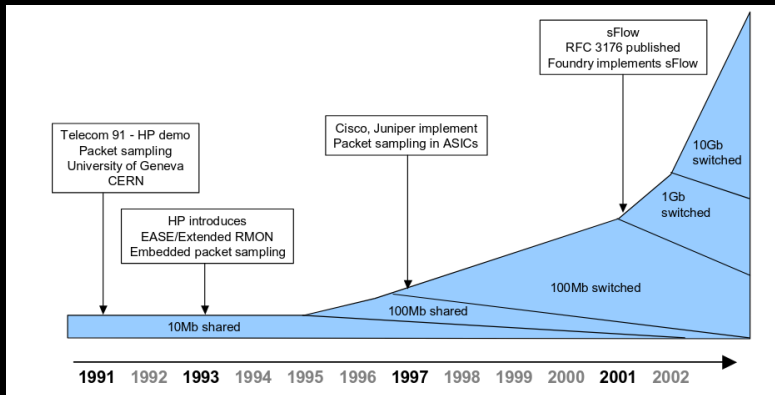 sFlow
RFC 3176 published
Foundry implements sFlow
Telecom 91 - HP demo
Packet sampling
University of Geneva
CERN
Cisco, Juniper implement
Packet sampling in ASICs
HP introduces
EASE/Extended RMON
Embedded packet sampling
10Gb
switched
1Gb
switched
100Mb switched
100Mb shared
10Mb shared
1991 1992 1993 1994 1995 1996 1997 1998 1999 2000 2001 2002